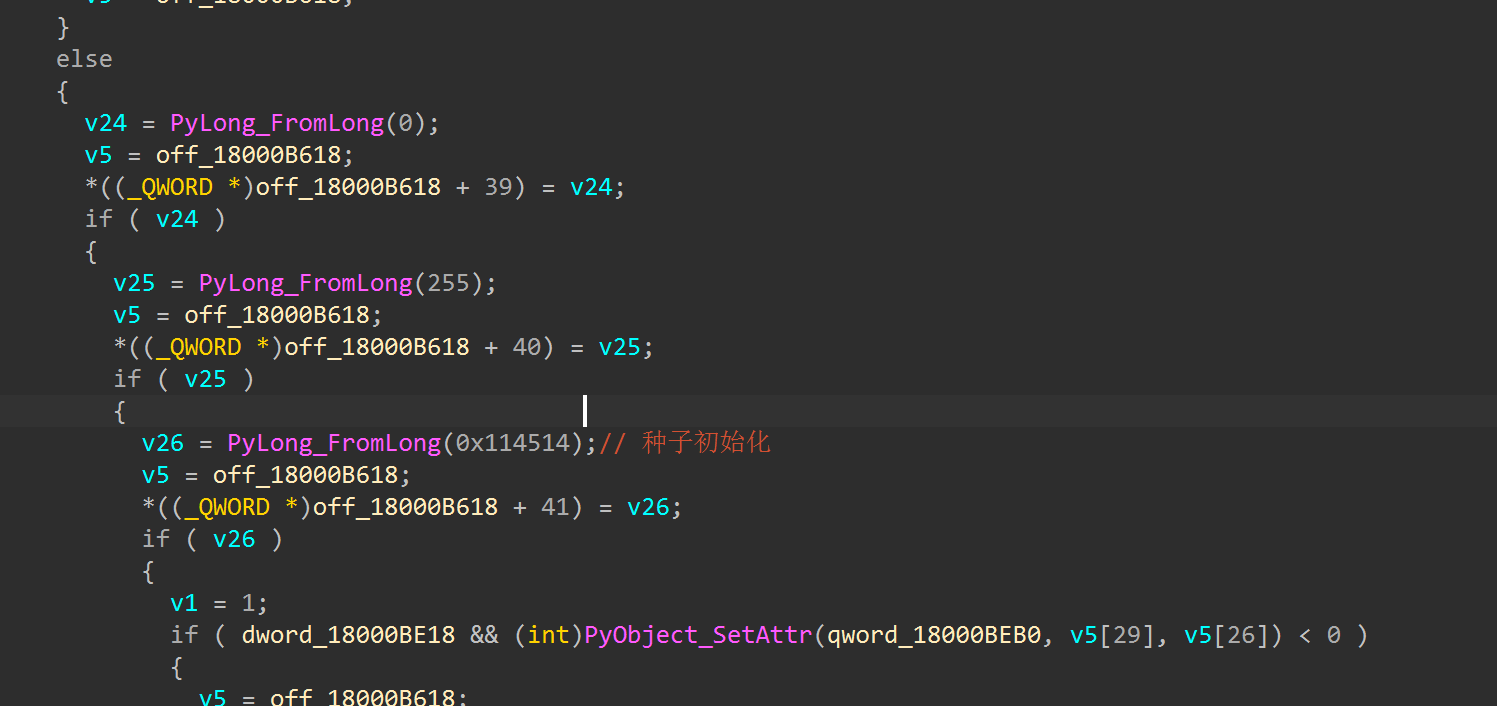 v5 = off_18000B618;
}
else
{
v24 = PyLong_FromLong(0);
v5 = off_18000B618;
*((_QWORD *)off_18000B618 + 39) = v24;
if ( v24 )
{
v25 = PyLong_FromLong(255);
v5 = off_18000B618;
*((_QWORD *)off_18000B618 + 40) = v25;
if ( v25 )
{
v26 = PyLong_FromLong(0x114514);// 种子初始化
v5 = off_18000B618;
*((_QWORD *)off_18000B618 + 41) = v26;
if ( v26 )
{
v1 = 1;
if ( dword_18000BE18 && (int)PyObject_SetAttr(qword_18000BEB0, v5[29], v5[26]) < 0 )
{
v5 = off_18000B618;